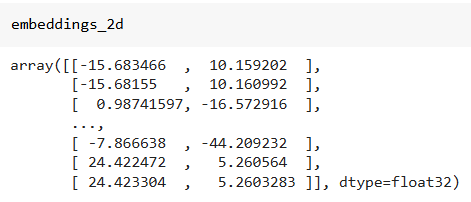 embeddings_2d
array([[-15.683466  ,  10.159202  ],
       [-15.68155   ,  10.160992  ],
       [  0.98741597, -16.572916  ],
       ...,
       [ -7.866638  , -44.209232  ],
       [ 24.422472  ,   5.260564  ],
       [ 24.423304  ,   5.2603283 ]], dtype=float32)